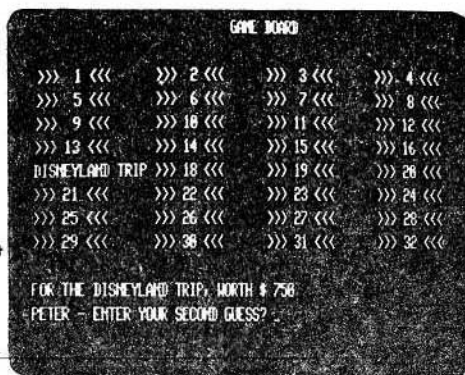 GAME BOARD
>>> 1 <<< >>> 2 <<< >>> 3 <<< >>> 4 <<<
>>> 5 <<< >>> 6 <<< >>> 7 <<< >>> 8 <<<
>>> 9 <<< >>> 10 <<< >>> 11 <<< >>> 12 <<<
>>> 13 <<< >>> 14 <<< >>> 15 <<< >>> 16 <<<
DISNEYLAND TRIP >>> 18 <<< >>> 19 <<< >>> 20 <<<
>>> 21 <<< >>> 22 <<< >>> 23 <<< >>> 24 <<<
>>> 25 <<< >>> 26 <<< >>> 27 <<< >>> 28 <<<
>>> 29 <<< >>> 30 <<< >>> 31 <<< >>> 32 <<<
FOR THE DISNEYLAND TRIP, WORTH $ 750
PETER - ENTER YOUR SECOND GUESS? _